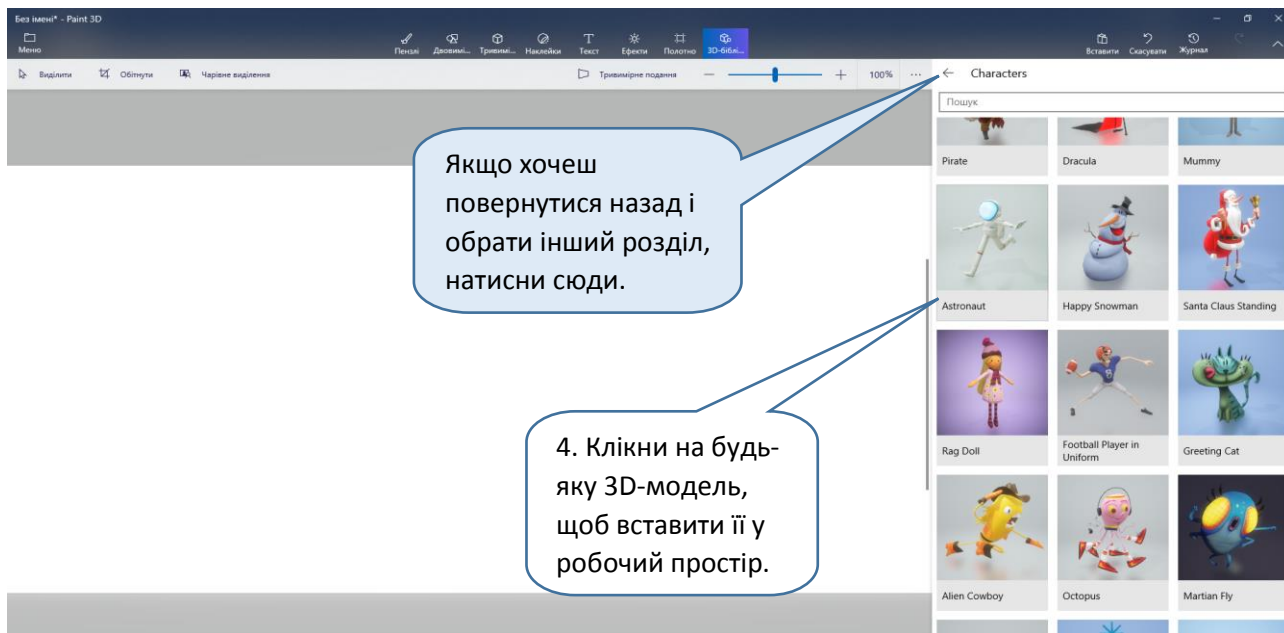 Без імені* - Paint 3D
Меню
Пензлі Двовимі... Тривимі... Наклейки Текст Ефекти Полотно 3D-біблі...
Вставити Скасувати Журнал
Виділити Обітнути Чарівне виділення Тривимірне подання 100% ...
Characters
Пошук
Pirate Dracula Mummy
Якщо хочеш
повернутися назад і
обрати інший розділ,
натисни сюди.
Astronaut Happy Snowman Santa Claus Standing
Rag Doll Football Player in Uniform Greeting Cat
4. Клікни на будь-
яку 3D-модель,
щоб вставити її у
робочий простір.
Alien Cowboy Octopus Martian Fly